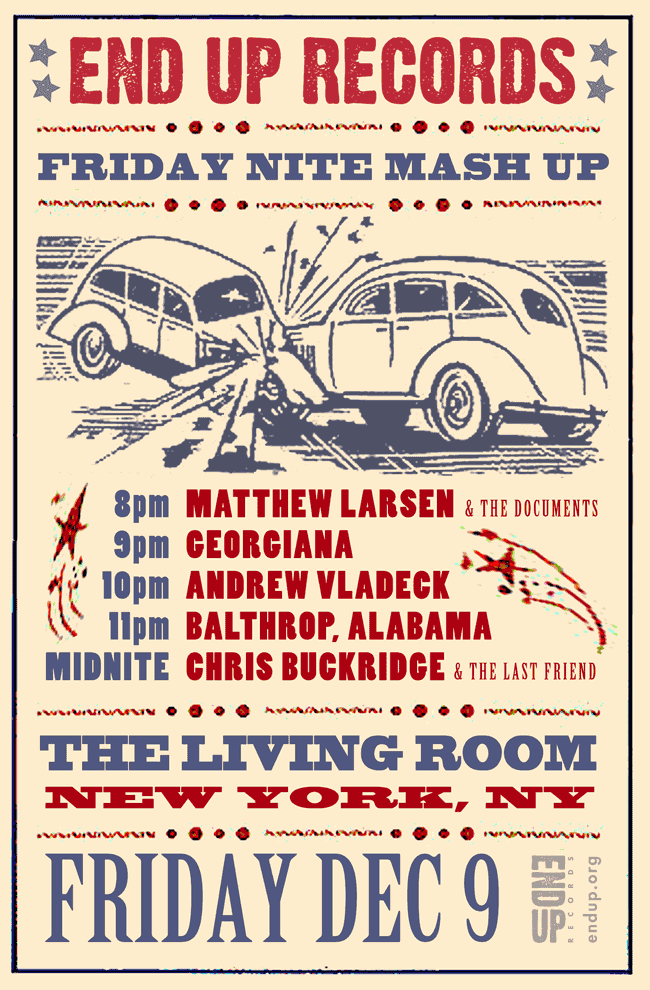 END UP RECORDS
FRIDAY NITE MASH UP
8pm MATTHEW LARSEN & THE DOCUMENTS
9pm GEORGIANA
10pm ANDREW VLADECK
11pm BALTHROP, ALABAMA
MIDNITE CHRIS BUCKRIDGE & THE LAST FRIEND
THE LIVING ROOM
NEW YORK, NY
FRIDAY DEC 9
END UP
RECORDS
endup.org